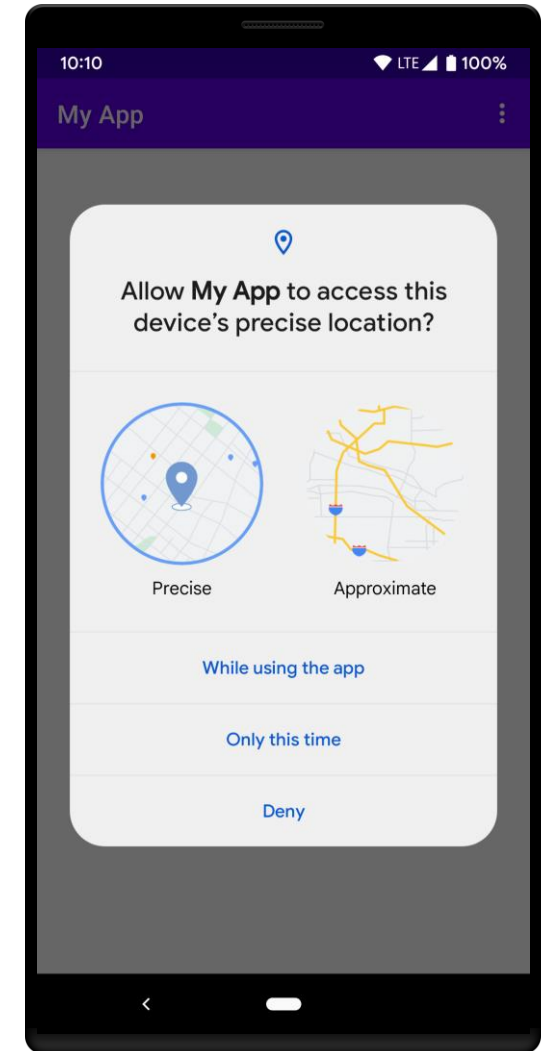 10:10 LTE 100%
My App
Allow My App to access this
device’s precise location?
Precise Approximate
While using the app
Only this time
Deny